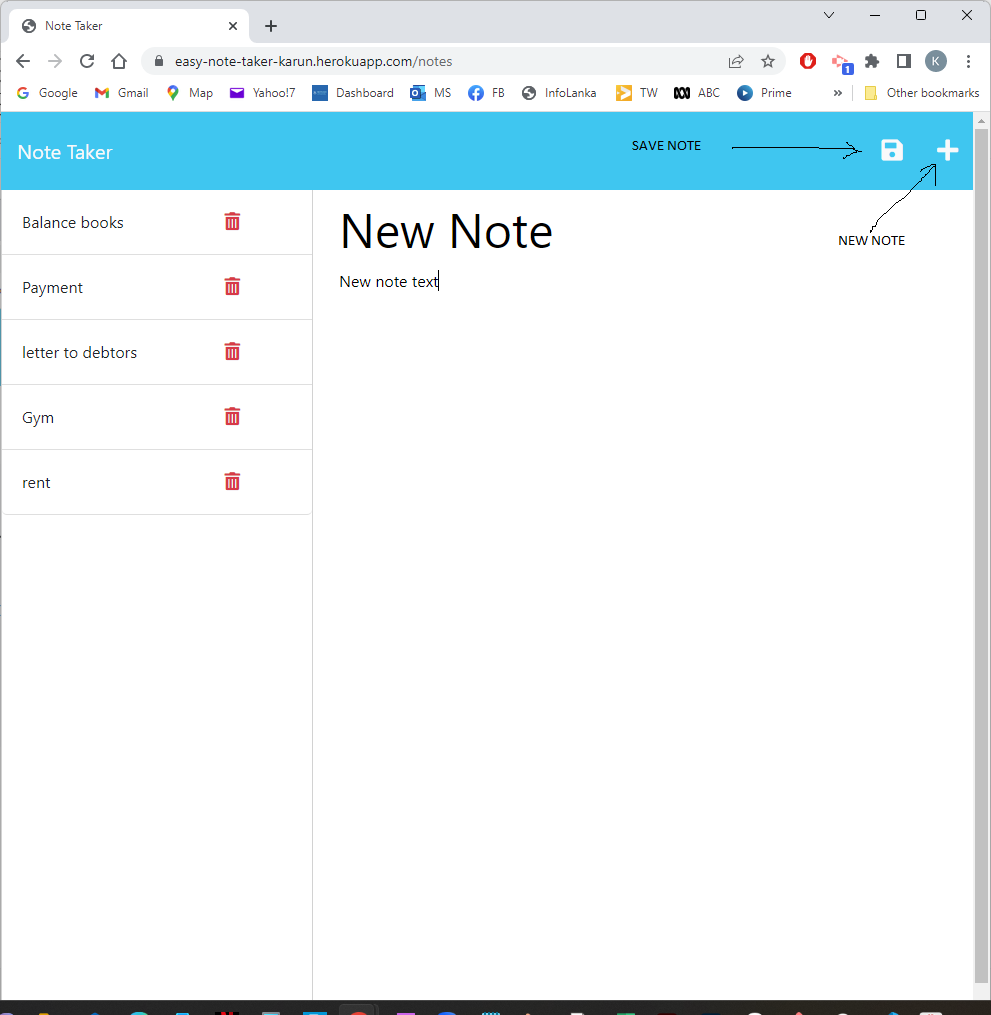 Note Taker
easy-note-taker-karun.herokuapp.com/notes
K
1
Google Gmail Map Yahoo!7 Dashboard MS FB InfoLanka TW ABC Prime » Other bookmarks
Note Taker
SAVE NOTE
NEW NOTE
Balance books
Payment
letter to debtors
Gym
rent
New Note
New note text